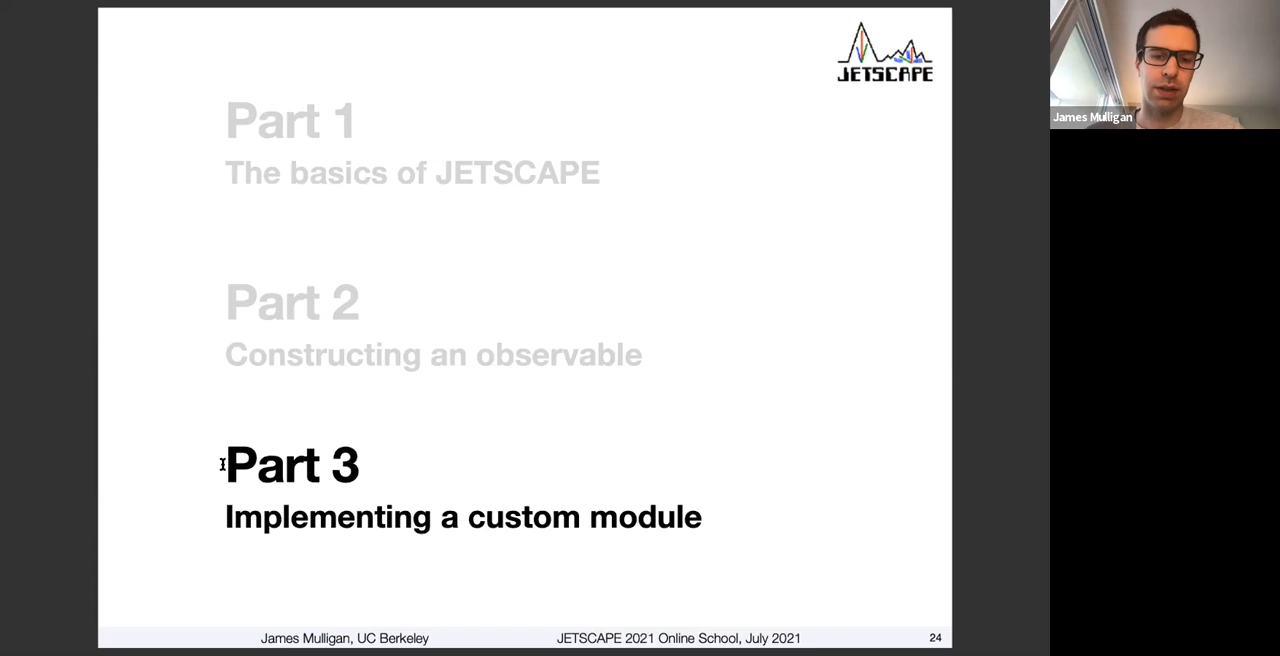 JETSCAPE
James Mulligan
Part 1
The basics of JETSCAPE
Part 2
Constructing an observable
Part 3
Implementing a custom module
James Mulligan, UC Berkeley
JETSCAPE 2021 Online School, July 2021
24